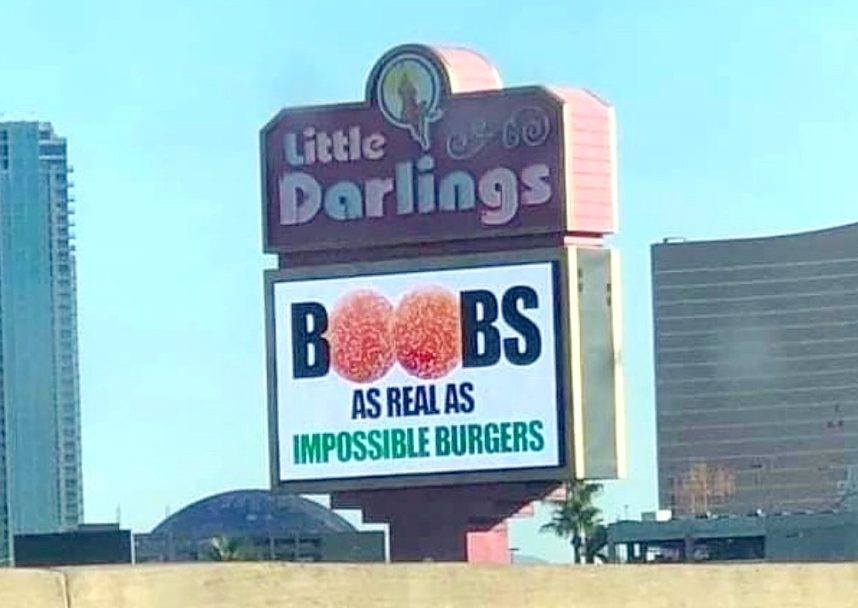 Little
Darlings
BOOBS
AS REAL AS
IMPOSSIBLE BURGERS